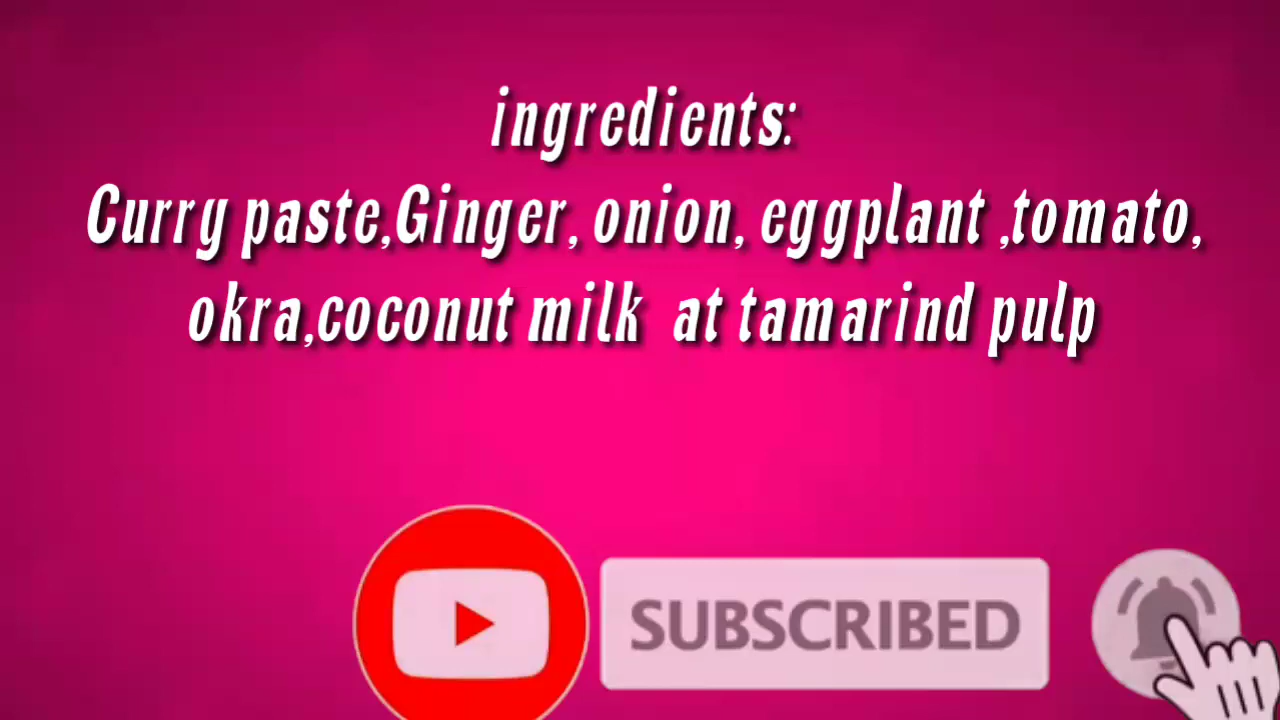 ingredients:
Curry paste,Ginger, onion, eggplant ,tomato,
okra,coconut milk  at tamarind pulp
SUBSCRIBED